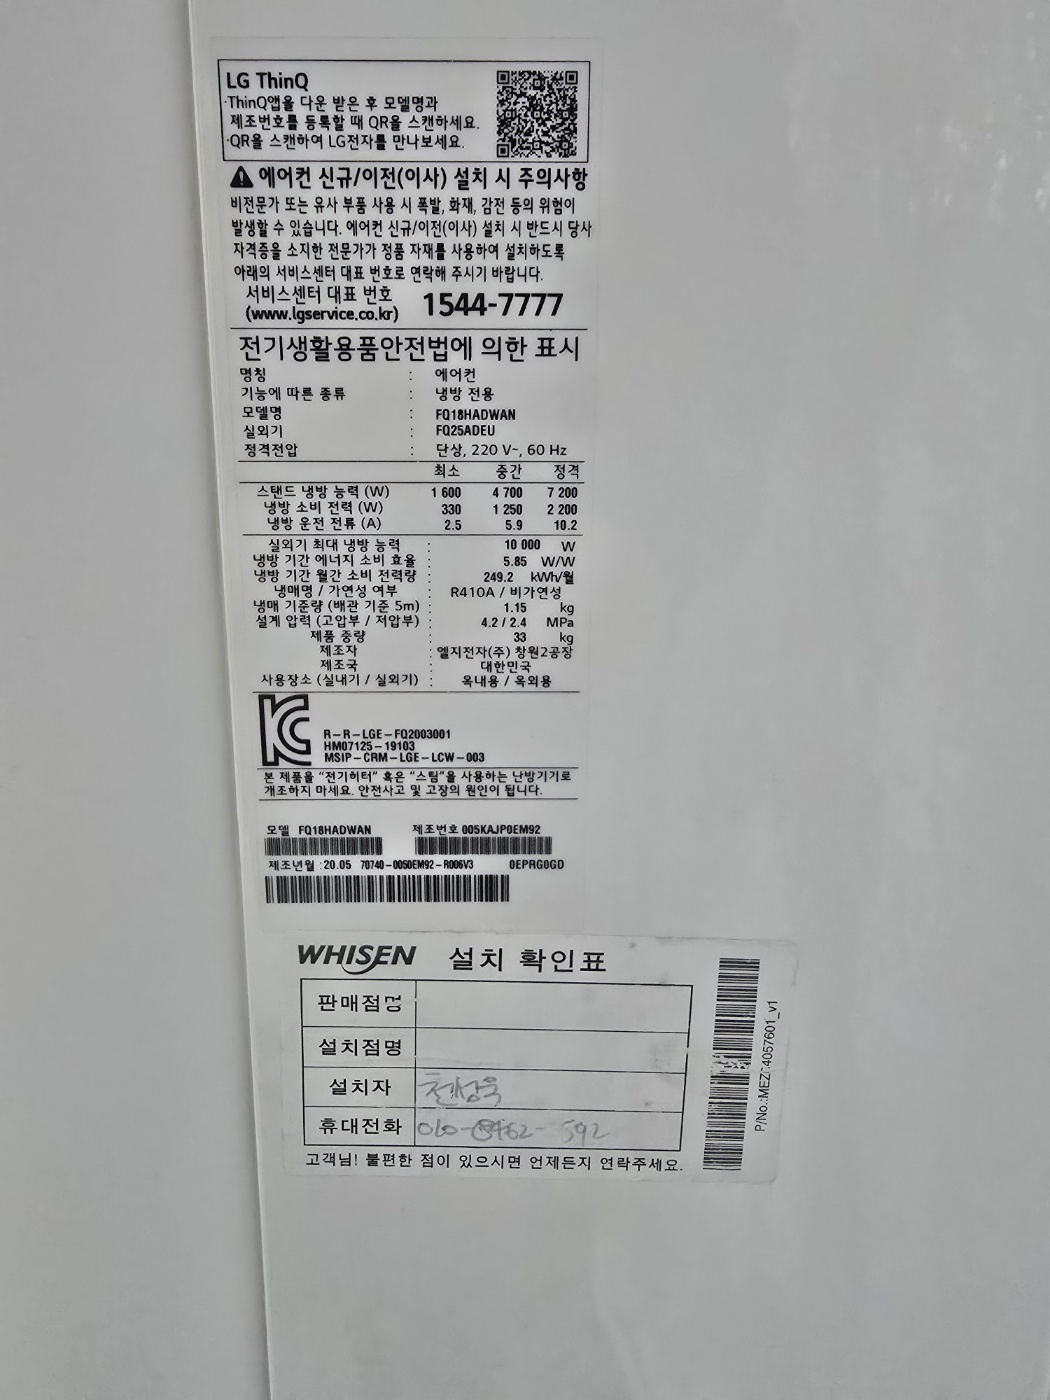 LG ThinQ
·ThinQ앱을 다운 받은 후 모델명과
제조번호를 등록할 때 QR을 스캔하세요.
·QR을 스캔하여 LG전자를 만나보세요.
에어컨 신규/이전(이사) 설치 시 주의사항
비전문가 또는 유사 부품 사용 시 폭발, 화재, 감전 등의 위험이
발생할 수 있습니다. 에어컨 신규/이전(이사) 설치 시 반드시 당사
자격증을 소지한 전문가가 정품 자재를 사용하여 설치하도록
아래의 서비스센터 대표 번호로 연락해 주시기 바랍니다.
서비스센터 대표 번호 1544-7777
(www.lgservice.co.kr)
전기생활용품안전법에 의한 표시
명칭 : 에어컨
기능에 따른 종류 : 냉방 전용
모델명 : FQ18HADWAN
실외기 : FQ25ADEU
정격전압 : 단상, 220 V~, 60 Hz
최소 중간 정격
스탠드 냉방 능력 (W) 1 600 4 700 7 200
냉방 소비 전력 (W) 330 1 250 2 200
냉방 운전 전류 (A) 2.5 5.9 10.2
실외기 최대 냉방 능력 : 10 000 W
냉방 기간 에너지 소비 효율 : 5.85 W/W
냉방 기간 월간 소비 전력량 : 249.2 kWh/월
냉매명 / 가연성 여부 : R410A / 비가연성
냉매 기준량 (배관 기준 5m) : 1.15 kg
설계 압력 (고압부 / 저압부) : 4.2 / 2.4 MPa
제품 중량 : 33 kg
제조자 : 엘지전자(주) 창원2공장
제조국 : 대한민국
사용장소 (실내기 / 실외기) : 옥내용 / 옥외용
R-R-LGE-FQ2003001
HM07125-19103
MSIP-CRM-LGE-LCW-003
본 제품을 "전기히터" 혹은 "스팀"을 사용하는 난방기기로
개조하지 마세요. 안전사고 및 고장의 원인이 됩니다.
모델 FQ18HADWAN 제조번호 005KAJP0EM92
제조년월 : 20.05 70740-0050EM92-R006V3 0EPRG0GD
WHISEN 설치 확인표
판매점명
설치점명
설치자
휴대전화 010-
고객님! 불편한 점이 있으시면 언제든지 연락주세요.